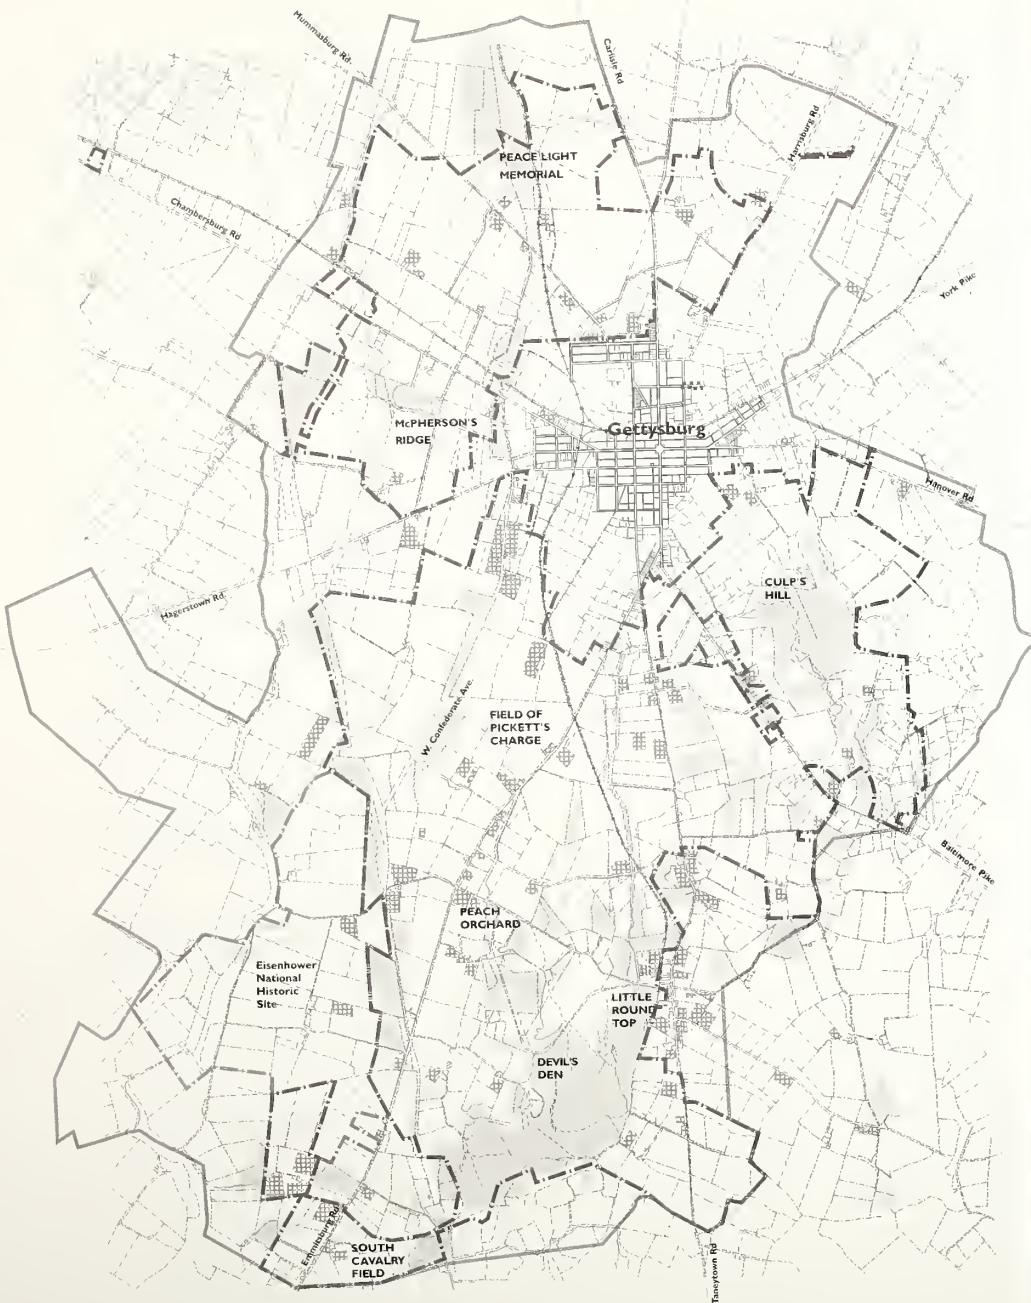 Mummasburg Rd.
Carlisle Rd
Harrisburg Rd
PEACE LIGHT
MEMORIAL
Chambersburg Rd
York Pike
McPHERSON'S
RIDGE
Gettysburg
Hanover Rd
CULP'S
HILL
Hagerstown Rd
W. Confederate Ave.
FIELD OF
PICKETT'S
CHARGE
Baltimore Pike
PEACH
ORCHARD
Eisenhower
National
Historic
Site
LITTLE
ROUND
TOP
DEVIL'S
DEN
Emmitsburg Rd
SOUTH
CAVALRY
FIELD
Taneytown Rd